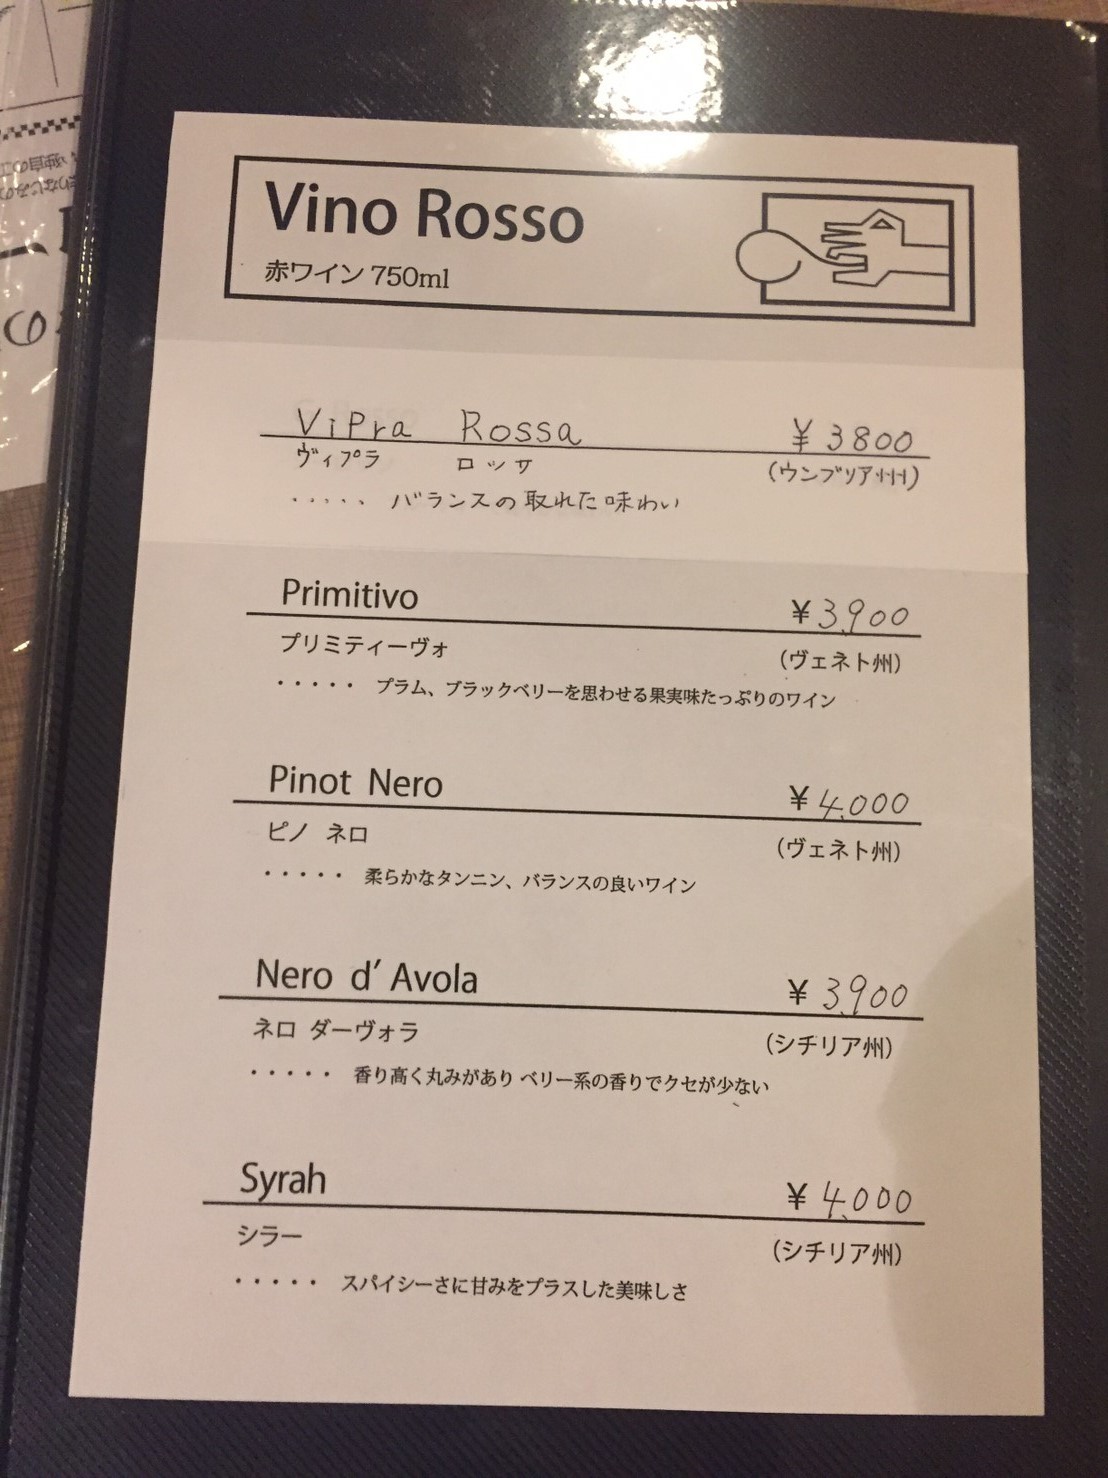 Vino Rosso
赤ワイン 750ml
ViPra Rossa ¥3800
ヴィプラ ロッサ (ウンブリア州)
・・・・・ バランスの取れた味わい
Primitivo ¥3,900
プリミティーヴォ (ヴェネト州)
・・・・・ プラム、ブラックベリーを思わせる果実味たっぷりのワイン
Pinot Nero ¥4,000
ピノ ネロ (ヴェネト州)
・・・・・ 柔らかなタンニン、バランスの良いワイン
Nero d' Avola ¥3,900
ネロ ダーヴォラ (シチリア州)
・・・・・ 香り高く丸みがあり ベリー系の香りでクセが少ない
Syrah ¥4,000
シラー (シチリア州)
・・・・・ スパイシーさに甘みをプラスした美味しさ